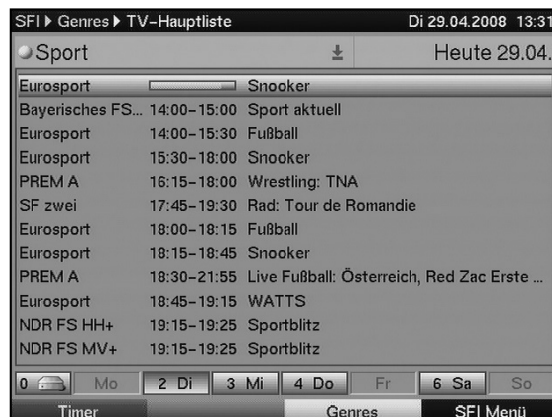 SFI Genres TV-Hauptliste Di 29.04.2008 13:31
Sport Heute 29.04.
Eurosport Snooker
Bayerisches FS... 14:00-15:00 Sport aktuell
Eurosport 14:00-15:30 Fußball
Eurosport 15:30-18:00 Snooker
PREM A 16:15-18:00 Wrestling: TNA
SF zwei 17:45-19:30 Rad: Tour de Romandie
Eurosport 18:00-18:15 Fußball
Eurosport 18:15-18:45 Snooker
PREM A 18:30-21:55 Live Fußball: Österreich, Red Zac Erste ...
Eurosport 18:45-19:15 WATTS
NDR FS HH+ 19:15-19:25 Sportblitz
NDR FS MV+ 19:15-19:25 Sportblitz
0 Mo 2 Di 3 Mi 4 Do Fr 6 Sa So
Timer Genres SFI Menü